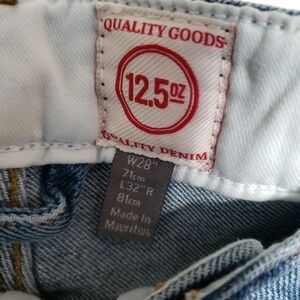 QUALITY GOODS
12.5oz
QUALITY DENIM
W28"
71cm
L32"R
81cm
Made In
Mauritius